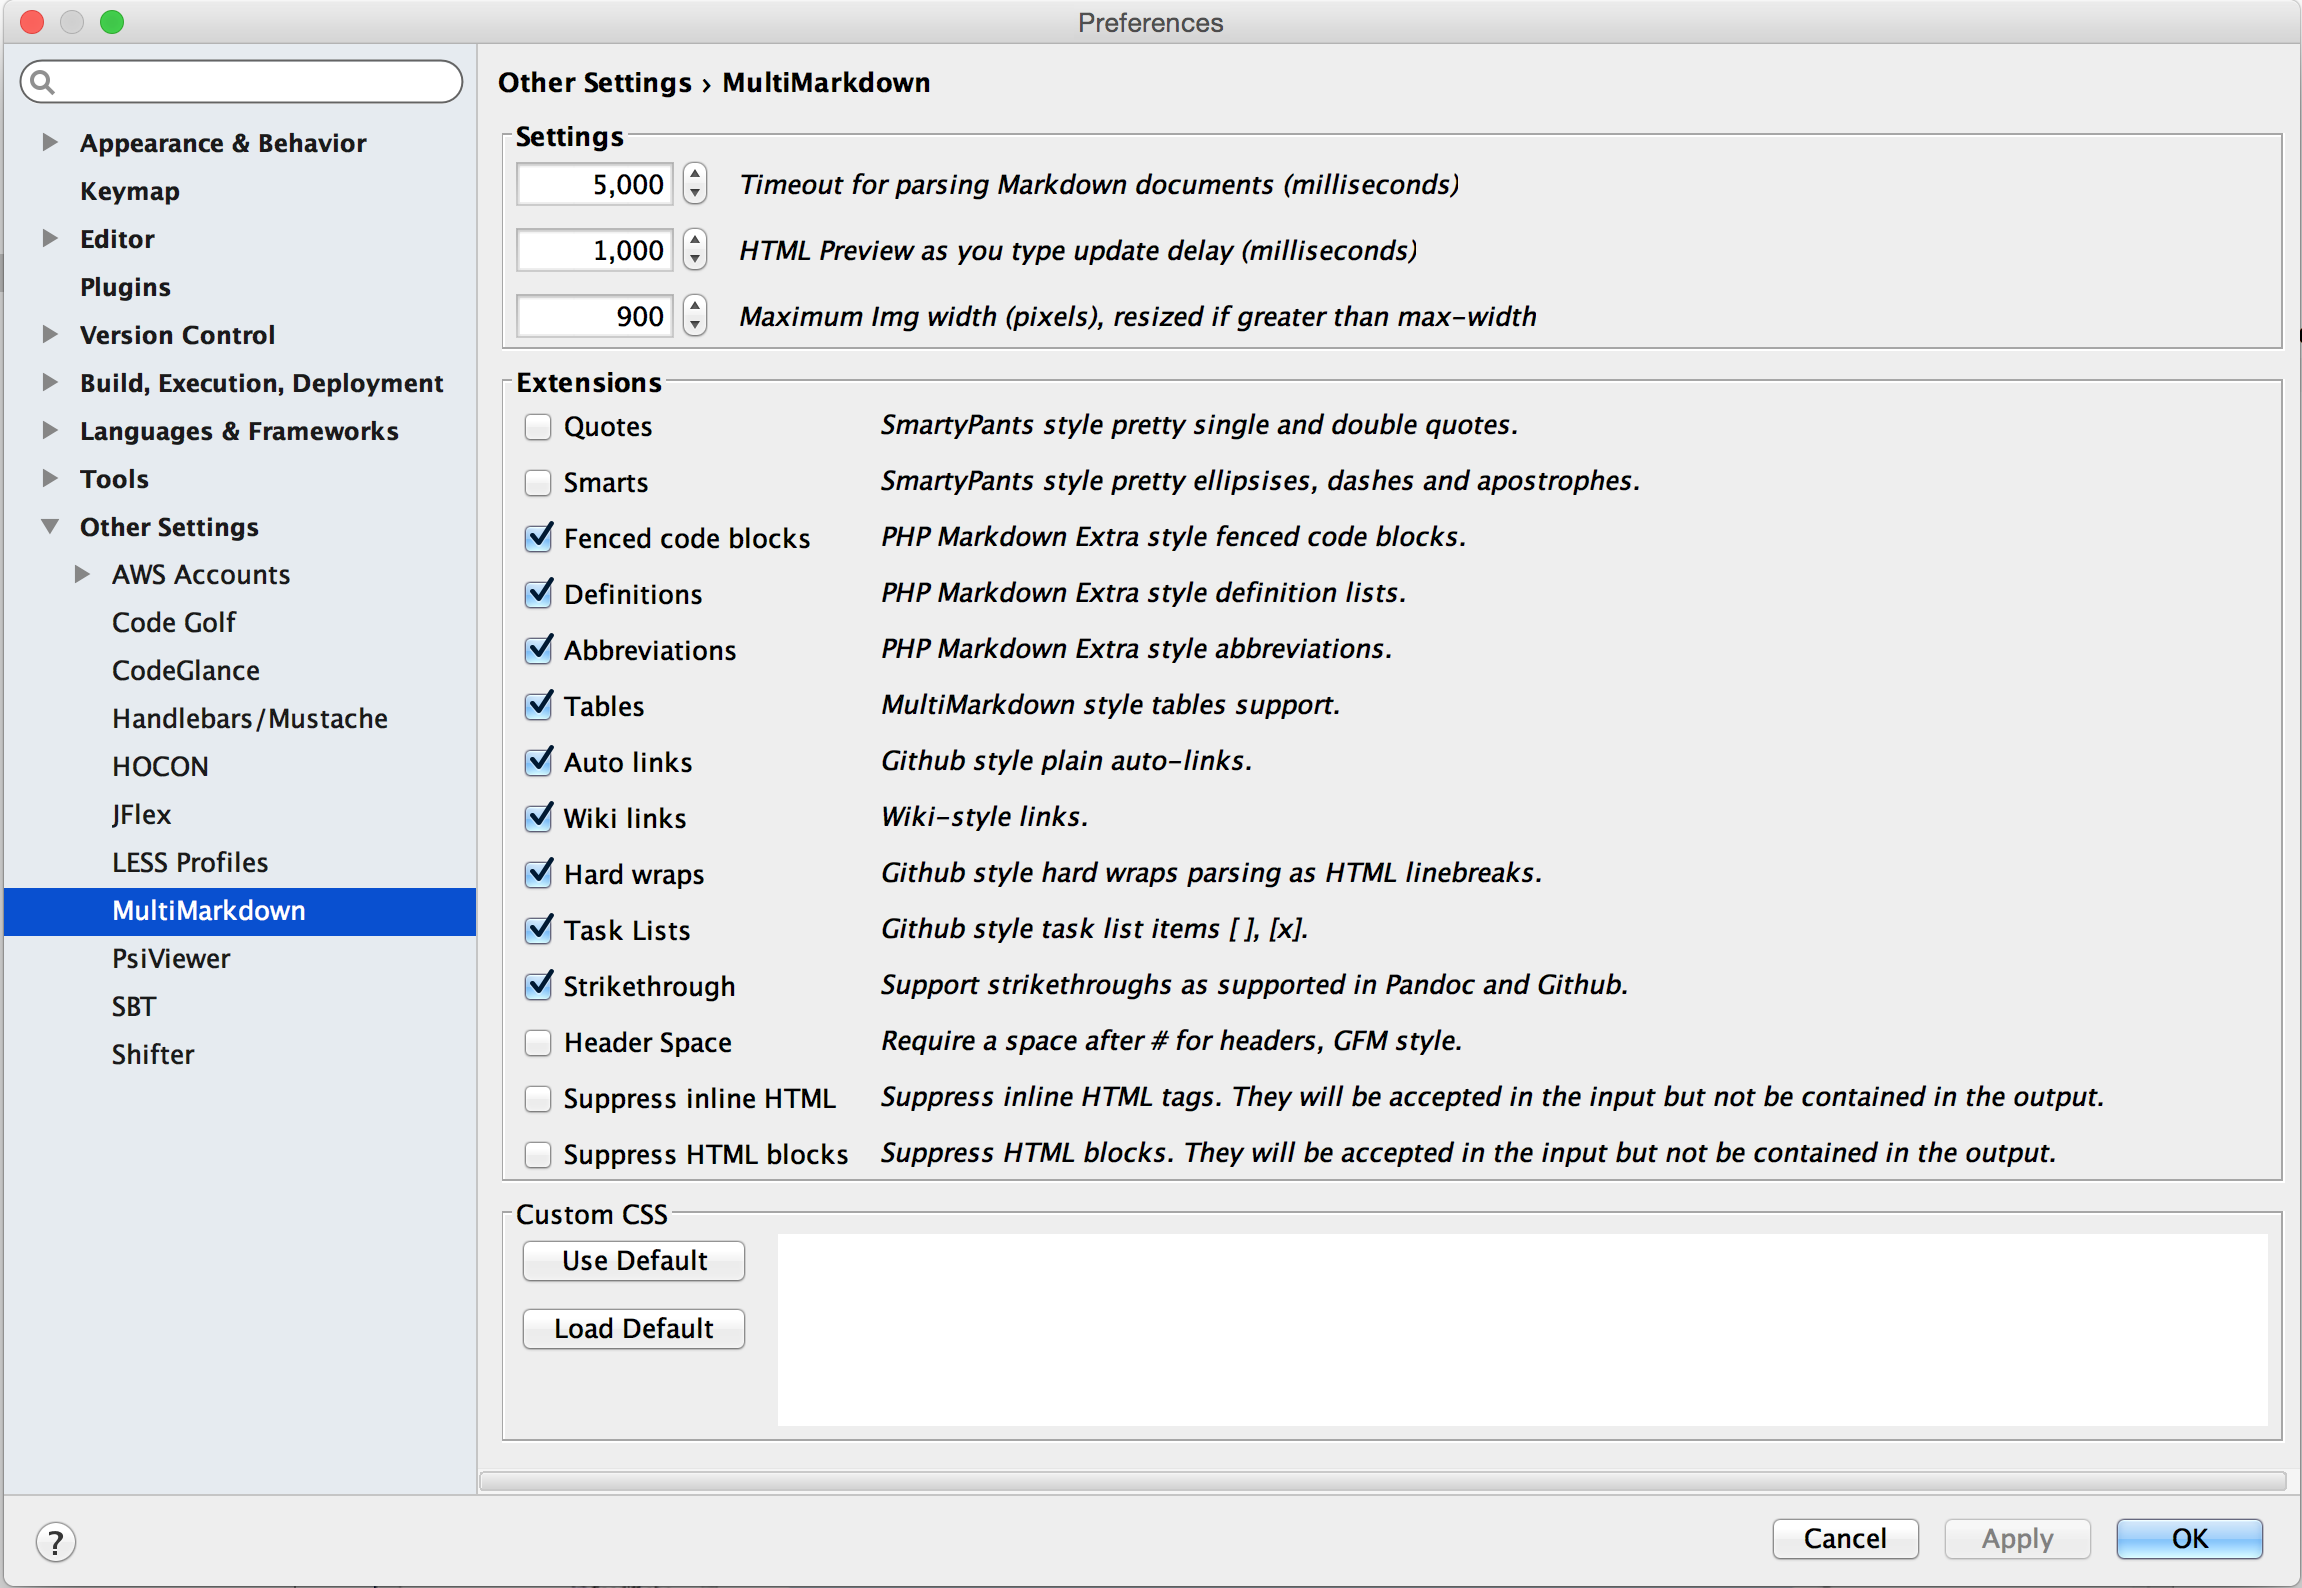 Preferences
Appearance & Behavior
Keymap
Editor
Plugins
Version Control
Build, Execution, Deployment
Languages & Frameworks
Tools
Other Settings
AWS Accounts
Code Golf
CodeGlance
Handlebars/Mustache
HOCON
JFlex
LESS Profiles
MultiMarkdown
PsiViewer
SBT
Shifter
Other Settings › MultiMarkdown
Settings
5,000 Timeout for parsing Markdown documents (milliseconds)
1,000 HTML Preview as you type update delay (milliseconds)
900 Maximum Img width (pixels), resized if greater than max-width
Extensions
Quotes SmartyPants style pretty single and double quotes.
Smarts SmartyPants style pretty ellipsises, dashes and apostrophes.
Fenced code blocks PHP Markdown Extra style fenced code blocks.
Definitions PHP Markdown Extra style definition lists.
Abbreviations PHP Markdown Extra style abbreviations.
Tables MultiMarkdown style tables support.
Auto links Github style plain auto-links.
Wiki links Wiki-style links.
Hard wraps Github style hard wraps parsing as HTML linebreaks.
Task Lists Github style task list items [ ], [x].
Strikethrough Support strikethroughs as supported in Pandoc and Github.
Header Space Require a space after # for headers, GFM style.
Suppress inline HTML Suppress inline HTML tags. They will be accepted in the input but not be contained in the output.
Suppress HTML blocks Suppress HTML blocks. They will be accepted in the input but not be contained in the output.
Custom CSS
Use Default
Load Default
? Cancel Apply OK